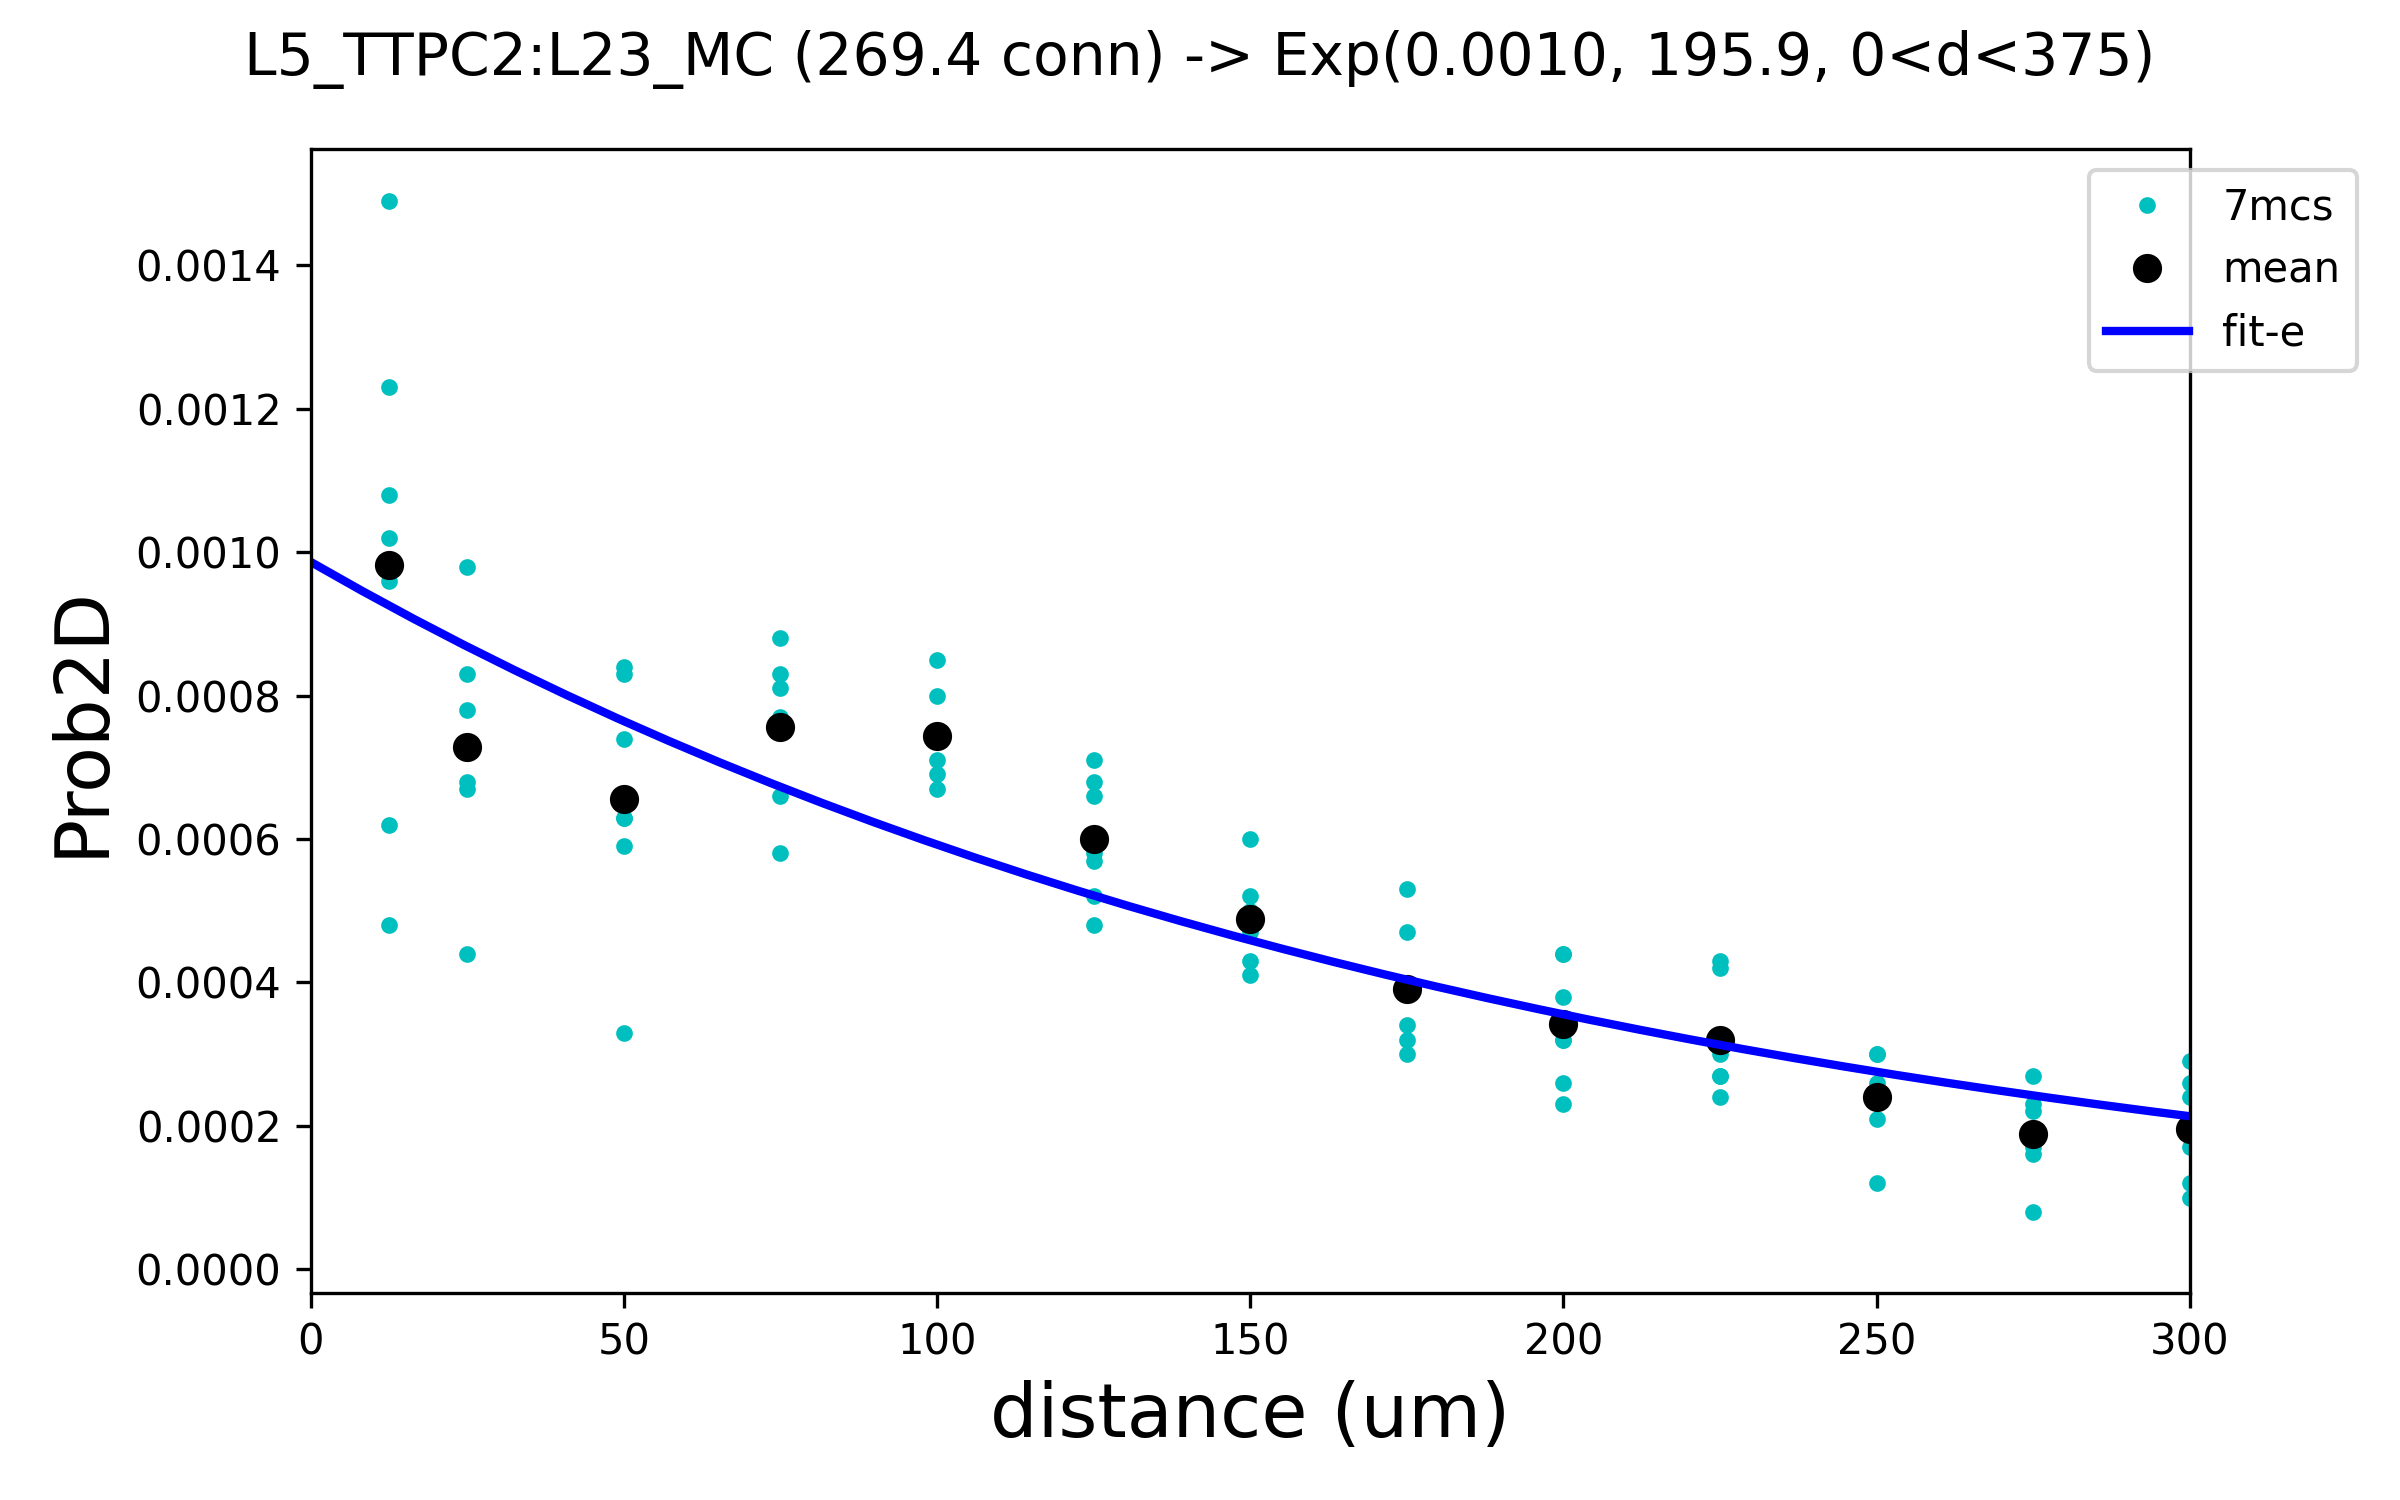 L5_TTPC2:L23_MC (269.4 conn) -> Exp(0.0010, 195.9, 0<d<375)
7mcs
mean
fit-e
Prob2D
0.0014
0.0012
0.0010
0.0008
0.0006
0.0004
0.0002
0.0000
0 50 100 150 200 250 300
distance (um)